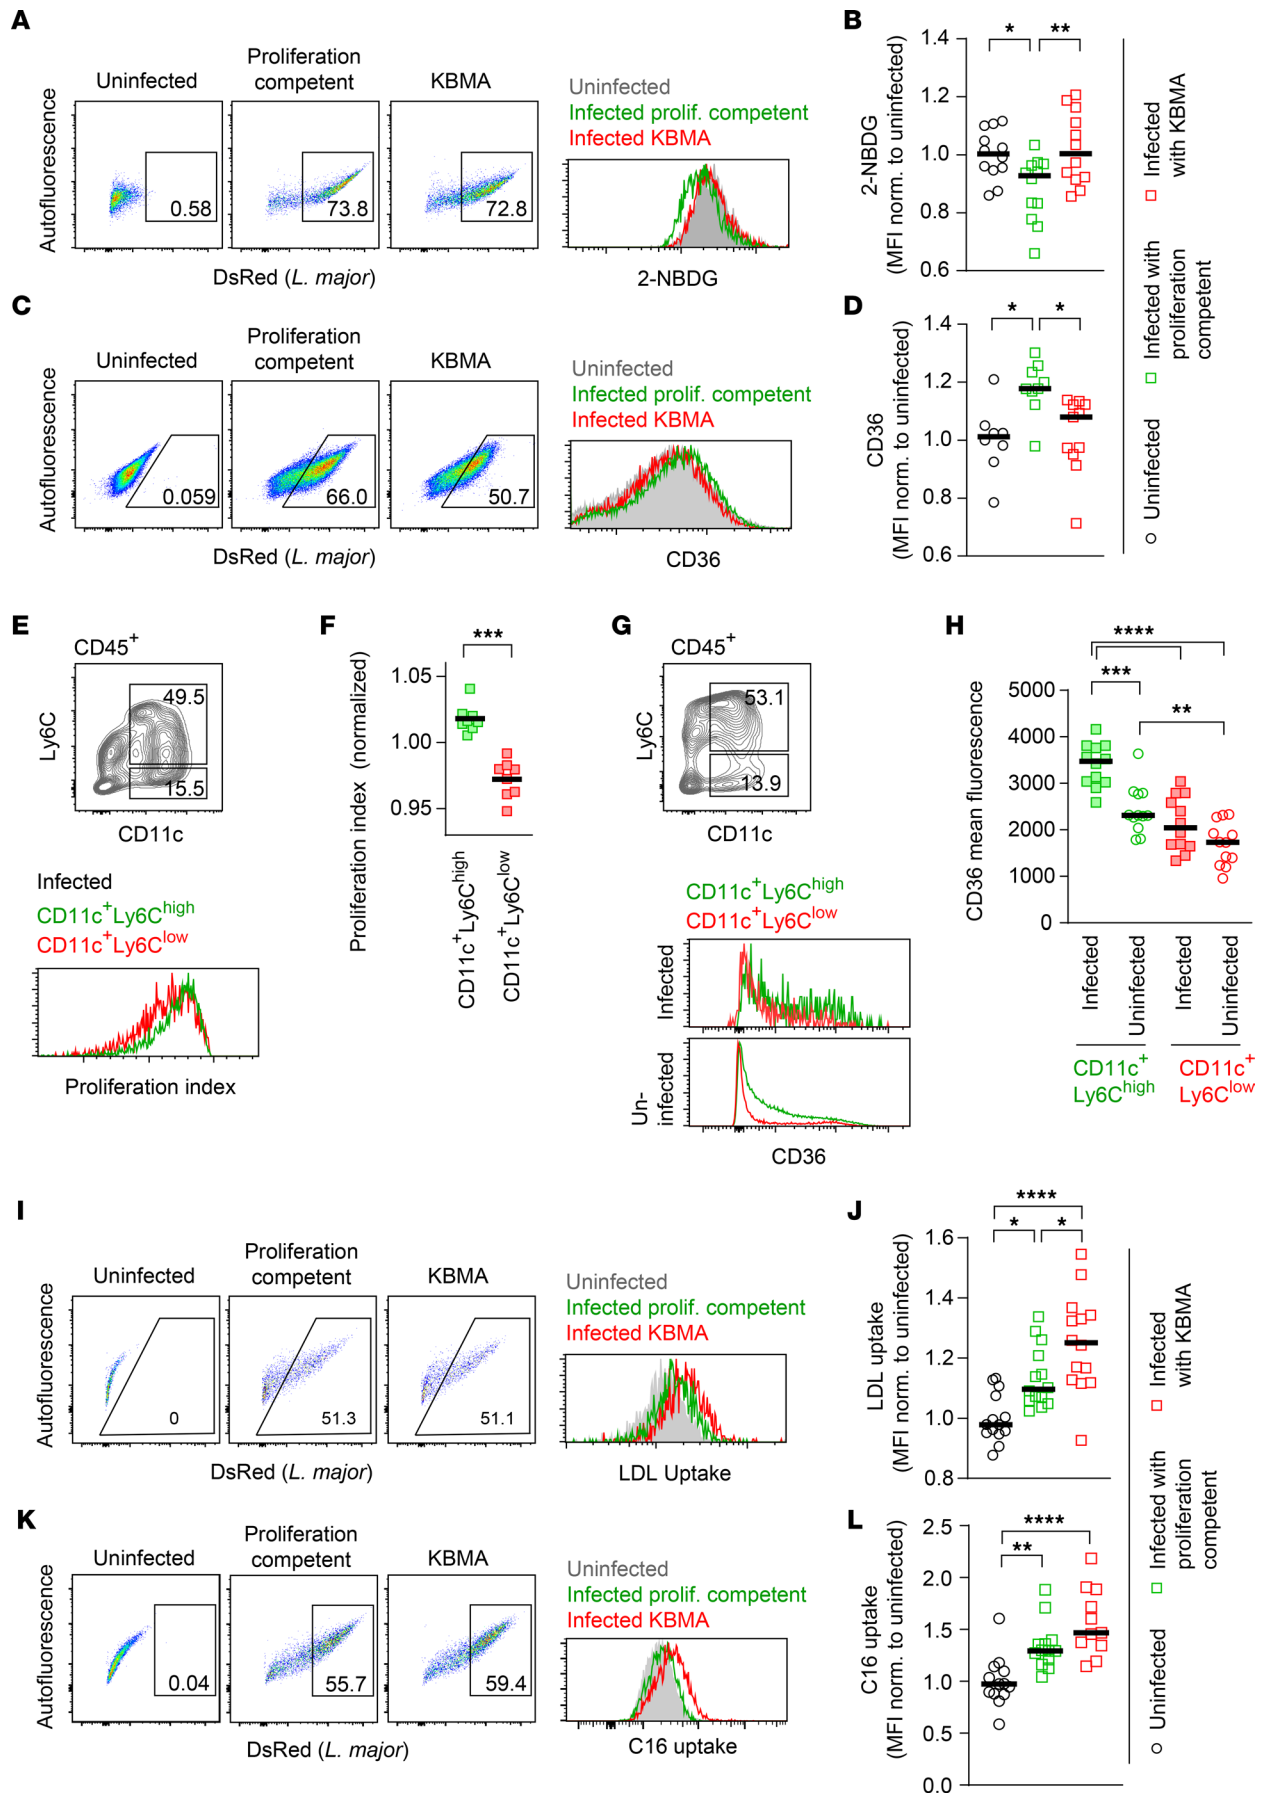 A
Uninfected
Proliferation
competent
KBMA
Autofluorescence
0.58
73.8
72.8
DsRed (L. major)
Uninfected
Infected prolif. competent
Infected KBMA
2-NBDG
B
2-NBDG
(MFI norm. to uninfected)
1.4
1.2
1.0
0.8
0.6
*
**
C
Uninfected
Proliferation
competent
KBMA
Autofluorescence
0.059
66.0
50.7
DsRed (L. major)
Uninfected
Infected prolif. competent
Infected KBMA
CD36
D
CD36
(MFI norm. to uninfected)
1.4
1.2
1.0
0.8
0.6
*
*
Infected
with KBMA
Infected with
proliferation
competent
Uninfected
E
CD45+
Ly6C
49.5
15.5
CD11c
Infected
CD11c+Ly6Chigh
CD11c+Ly6Clow
Proliferation index
F
***
Proliferation index (normalized)
1.05
1.00
0.95
CD11c+Ly6Chigh
CD11c+Ly6Clow
G
CD45+
Ly6C
53.1
13.9
CD11c
CD11c+Ly6Chigh
CD11c+Ly6Clow
Infected
Un-
infected
CD36
H
****
***
**
CD36 mean fluorescence
5000
4000
3000
2000
1000
0
Infected
Uninfected
Infected
Uninfected
CD11c+
Ly6Chigh
CD11c+
Ly6Clow
I
Uninfected
Proliferation
competent
KBMA
Autofluorescence
0
51.3
51.1
DsRed (L. major)
Uninfected
Infected prolif. competent
Infected KBMA
LDL Uptake
J
****
*
*
LDL uptake
(MFI norm. to uninfected)
1.6
1.4
1.2
1.0
0.8
K
Uninfected
Proliferation
competent
KBMA
Autofluorescence
0.04
55.7
59.4
DsRed (L. major)
Uninfected
Infected prolif. competent
Infected KBMA
C16 uptake
L
****
**
C16 uptake
(MFI norm. to uninfected)
2.5
2.0
1.5
1.0
0.5
0.0
Infected
with KBMA
Infected with
proliferation
competent
Uninfected